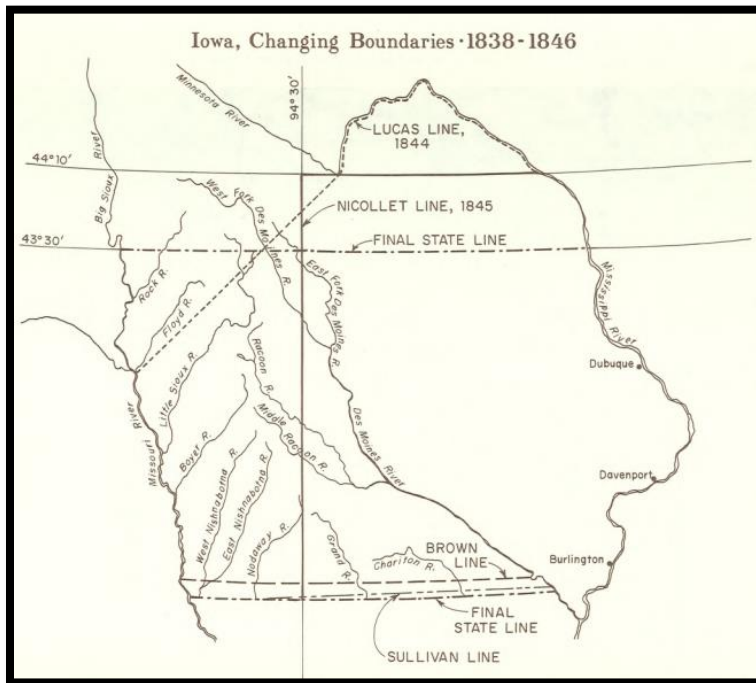 Iowa, Changing Boundaries · 1838 - 1846
Minnesota River
94° 30'
LUCAS LINE,
1844
44° 10'
Big Sioux River
West Fork Des Moines R.
NICOLLET LINE, 1845
43° 30'
FINAL STATE LINE
Rock R.
East Fork Des Moines R.
Mississippi River
Floyd R.
Dubuque
Little Sioux R.
Racoon R.
Missouri River
Middle Racoon R.
Des Moines River
Boyer R.
Davenport
West Nishnabotna R.
East Nishnabotna R.
Nodaway R.
Grand R.
Chariton R.
BROWN
LINE
Burlington
FINAL
STATE LINE
SULLIVAN LINE